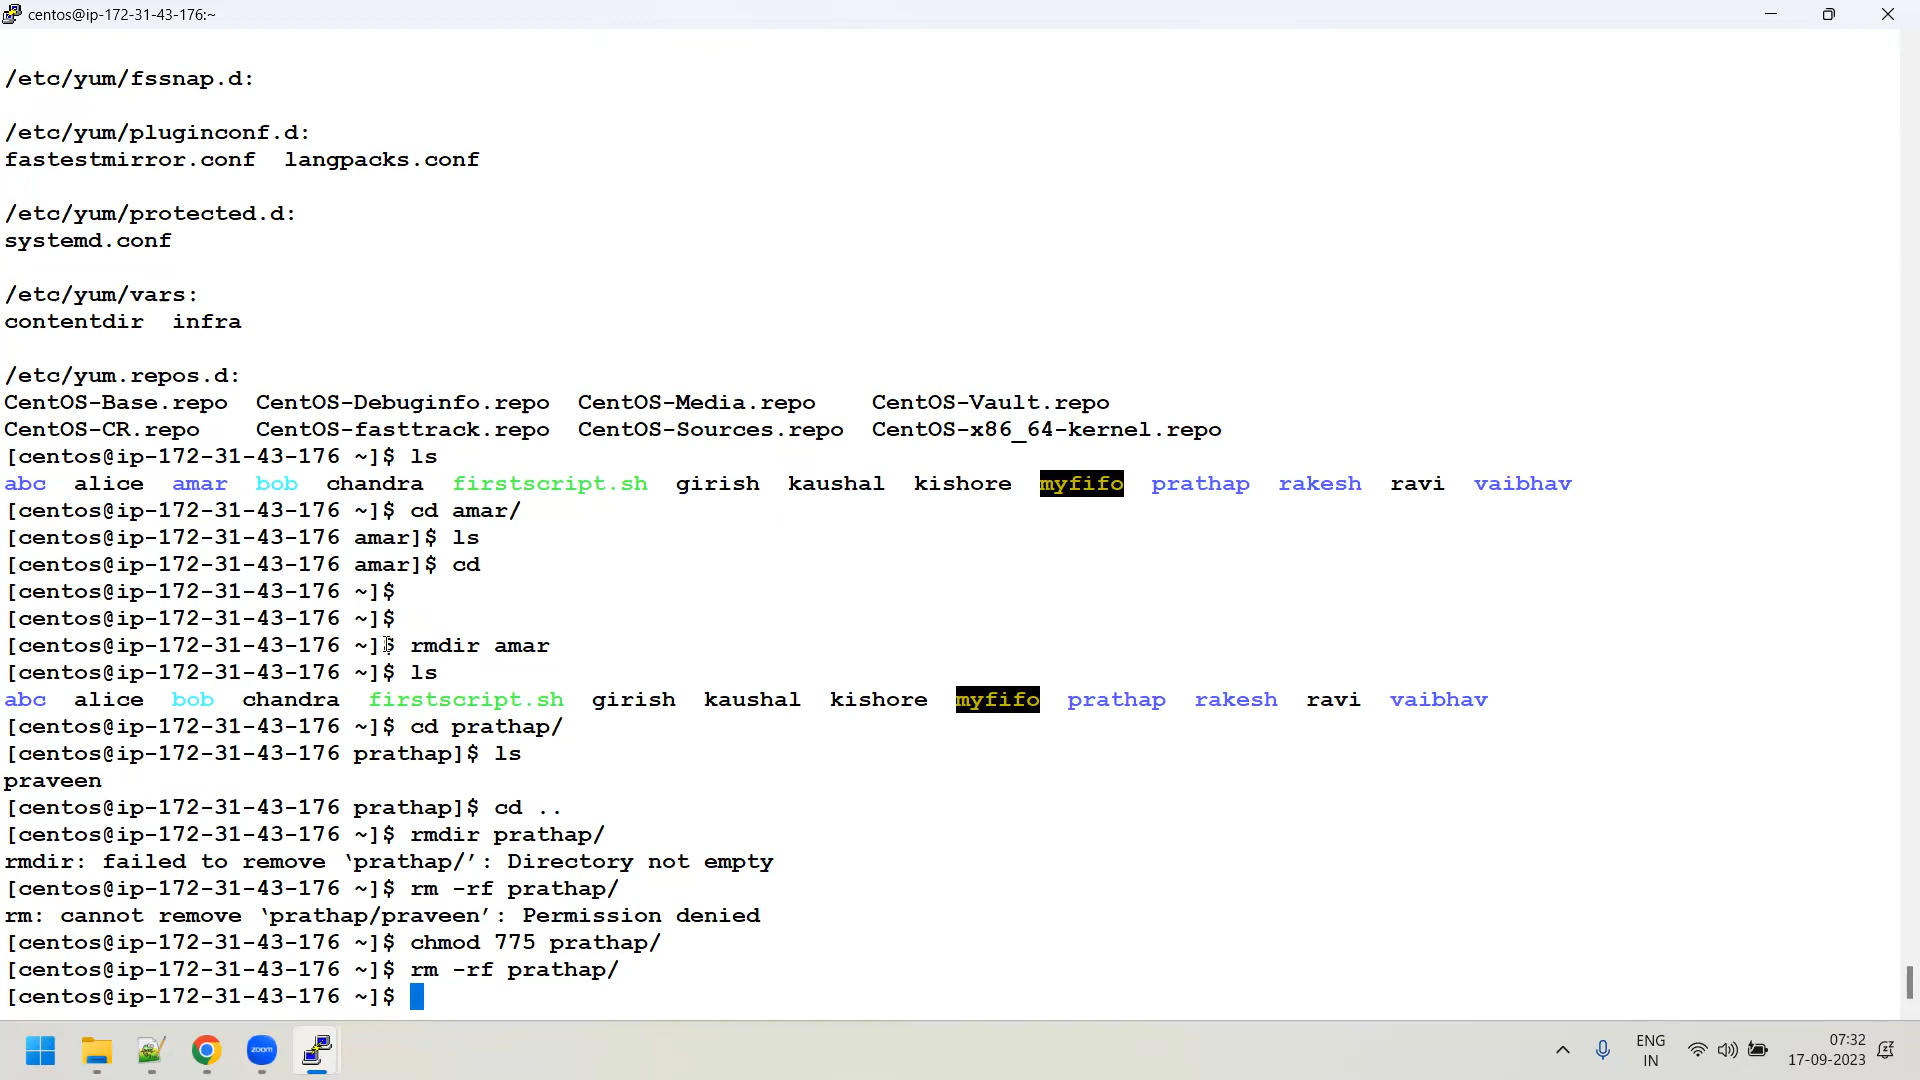 centos@ip-172-31-43-176:~
/etc/yum/fssnap.d:
/etc/yum/pluginconf.d:
fastestmirror.conf  langpacks.conf
/etc/yum/protected.d:
systemd.conf
/etc/yum/vars:
contentdir  infra
/etc/yum.repos.d:
CentOS-Base.repo  CentOS-Debuginfo.repo  CentOS-Media.repo    CentOS-Vault.repo
CentOS-CR.repo    CentOS-fasttrack.repo  CentOS-Sources.repo  CentOS-x86_64-kernel.repo
[centos@ip-172-31-43-176 ~]$ ls
abc  alice  amar  bob  chandra  firstscript.sh  girish  kaushal  kishore  myfifo  prathap  rakesh  ravi  vaibhav
[centos@ip-172-31-43-176 ~]$ cd amar/
[centos@ip-172-31-43-176 amar]$ ls
[centos@ip-172-31-43-176 amar]$ cd
[centos@ip-172-31-43-176 ~]$
[centos@ip-172-31-43-176 ~]$
[centos@ip-172-31-43-176 ~]$ rmdir amar
[centos@ip-172-31-43-176 ~]$ ls
abc  alice  bob  chandra  firstscript.sh  girish  kaushal  kishore  myfifo  prathap  rakesh  ravi  vaibhav
[centos@ip-172-31-43-176 ~]$ cd prathap/
[centos@ip-172-31-43-176 prathap]$ ls
praveen
[centos@ip-172-31-43-176 prathap]$ cd ..
[centos@ip-172-31-43-176 ~]$ rmdir prathap/
rmdir: failed to remove ‘prathap/’: Directory not empty
[centos@ip-172-31-43-176 ~]$ rm -rf prathap/
rm: cannot remove ‘prathap/praveen’: Permission denied
[centos@ip-172-31-43-176 ~]$ chmod 775 prathap/
[centos@ip-172-31-43-176 ~]$ rm -rf prathap/
[centos@ip-172-31-43-176 ~]$
zoom
ENG
IN
07:32
17-09-2023